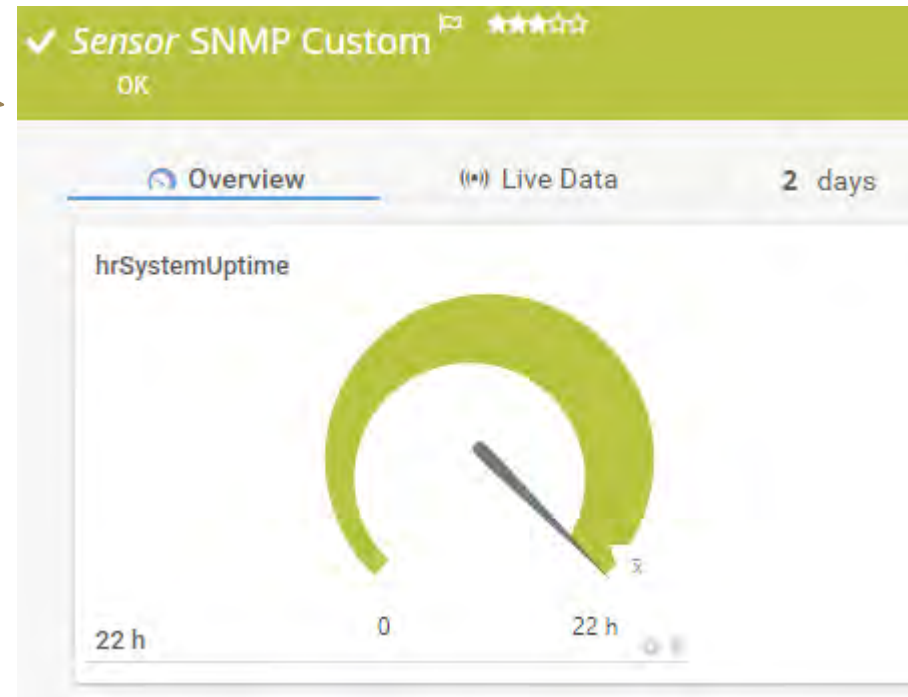 Sensor SNMP Custom
OK
Overview
Live Data
2 days
hrSystemUptime
x̄
0
22 h
22 h